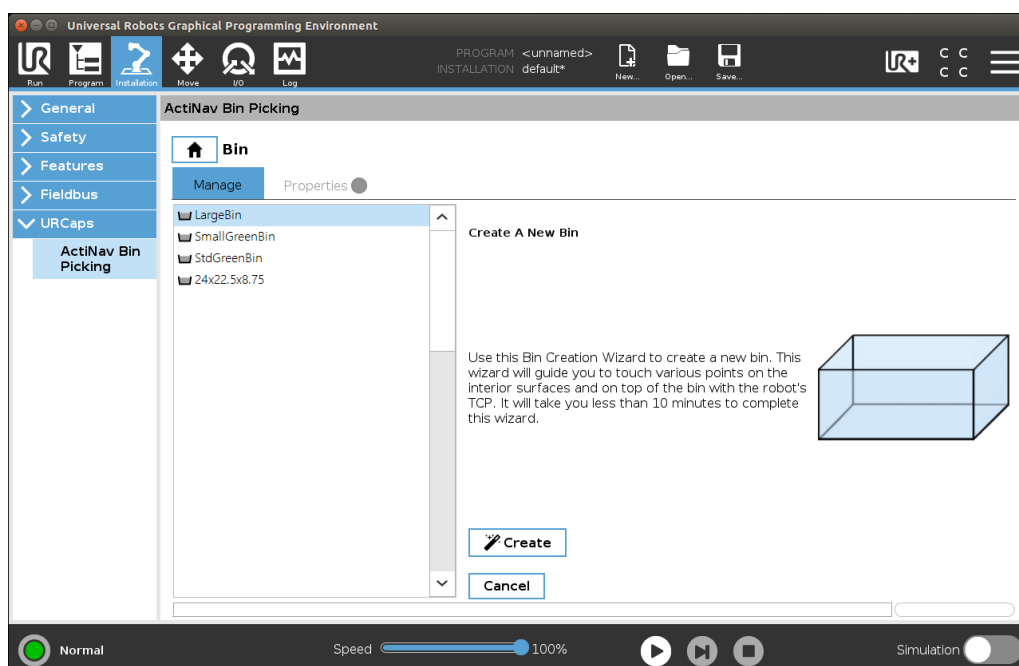 Universal Robots Graphical Programming Environment
UR
Run
Program
Installation
Move
I/O
Log
PROGRAM <unnamed>
INSTALLATION default*
New...
Open...
Save...
UR+
C C
C C
General
Safety
Features
Fieldbus
URCaps
ActiNav Bin
Picking
ActiNav Bin Picking
Bin
Manage
Properties
LargeBin
SmallGreenBin
StdGreenBin
24x22.5x8.75
Create A New Bin
Use this Bin Creation Wizard to create a new bin. This
wizard will guide you to touch various points on the
interior surfaces and on top of the bin with the robot's
TCP. It will take you less than 10 minutes to complete
this wizard.
Create
Cancel
Normal
Speed
100%
Simulation